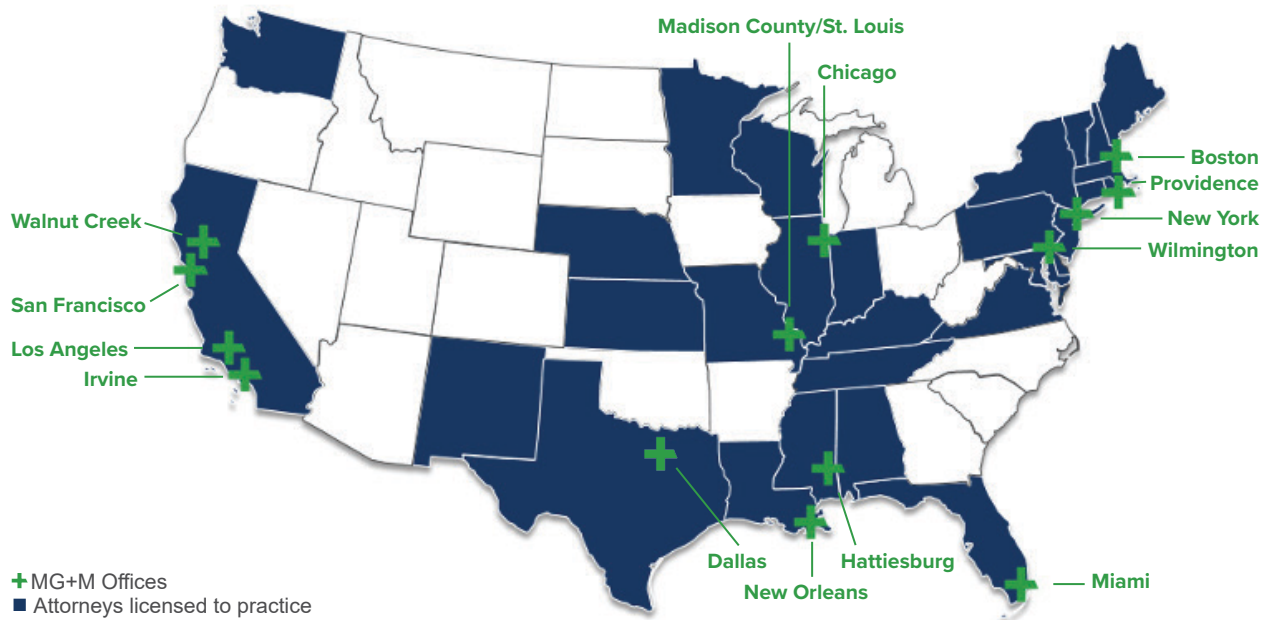 Madison County/St. Louis
Chicago
Boston
Providence
New York
Wilmington
Walnut Creek
San Francisco
Los Angeles
Irvine
Dallas
Hattiesburg
New Orleans
Miami
MG+M Offices
Attorneys licensed to practice